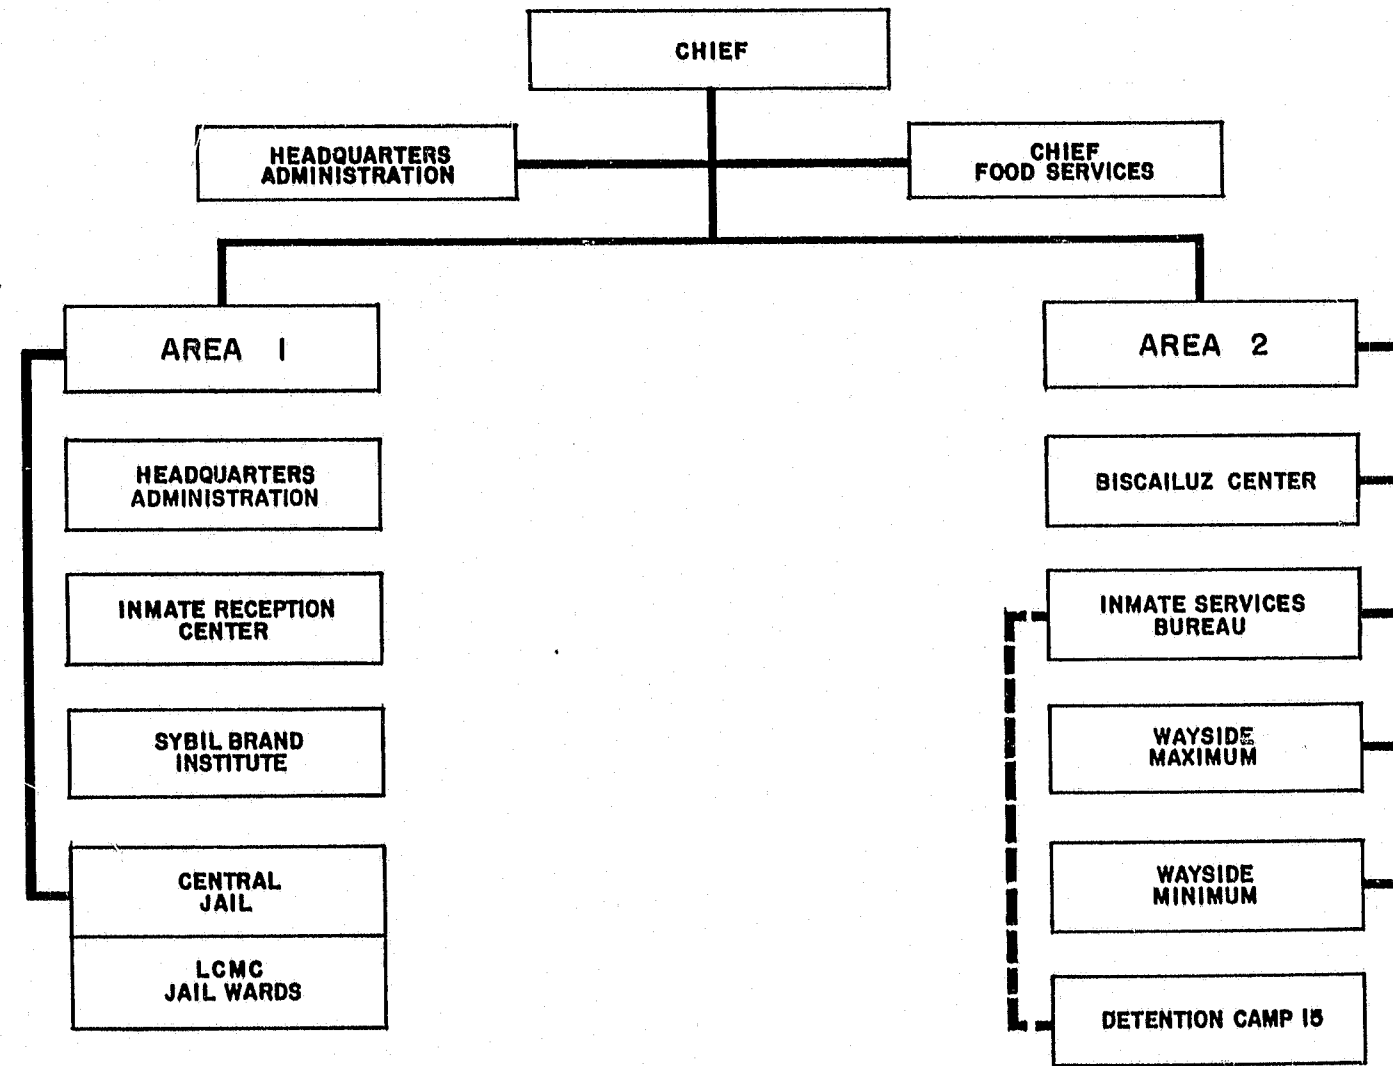 CHIEF
HEADQUARTERS
ADMINISTRATION
CHIEF
FOOD SERVICES
AREA 1
HEADQUARTERS
ADMINISTRATION
INMATE RECEPTION
CENTER
SYBIL BRAND
INSTITUTE
CENTRAL
JAIL
LCMC
JAIL WARDS
AREA 2
BISCAILUZ CENTER
INMATE SERVICES
BUREAU
WAYSIDE
MAXIMUM
WAYSIDE
MINIMUM
DETENTION CAMP 15